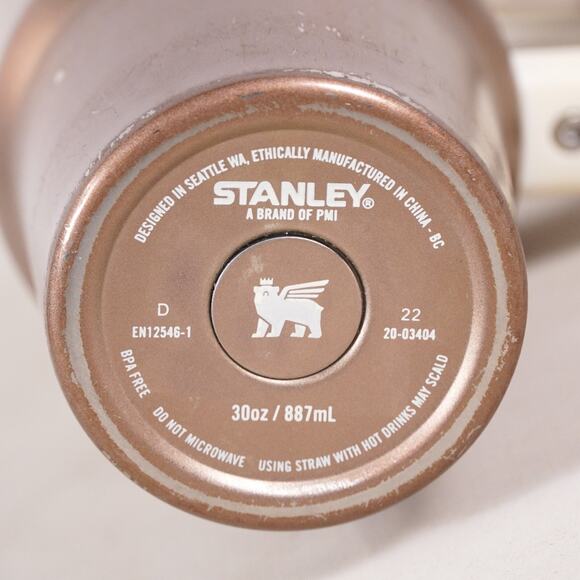 DESIGNED IN SEATTLE WA, ETHICALLY MANUFACTURED IN CHINA - BC
STANLEY®
A BRAND OF PMI
D
22
EN12546-1
20-03404
30oz / 887mL
BPA FREE
DO NOT MICROWAVE
USING STRAW WITH HOT DRINKS MAY SCALD